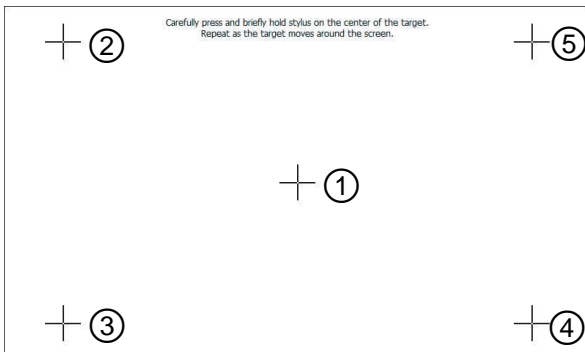 Carefully press and briefly hold stylus on the center of the target.
Repeat as the target moves around the screen.
2
5
1
3
4